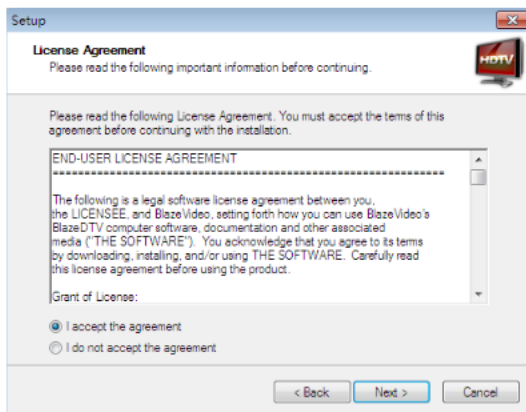 Setup
License Agreement
Please read the following important information before continuing.
HDTV
Please read the following License Agreement. You must accept the terms of this
agreement before continuing with the installation.
END-USER LICENSE AGREEMENT
======================================================================
The following is a legal software license agreement between you,
the LICENSEE, and BlazeVideo, setting forth how you can use BlazeVideo's
BlazeDTV computer software, documentation and other associated
media ("THE SOFTWARE"). You acknowledge that you agree to its terms
by downloading, installing, and/or using THE SOFTWARE. Carefully read
this license agreement before using the product.
Grant of License:
I accept the agreement
I do not accept the agreement
< Back
Next >
Cancel